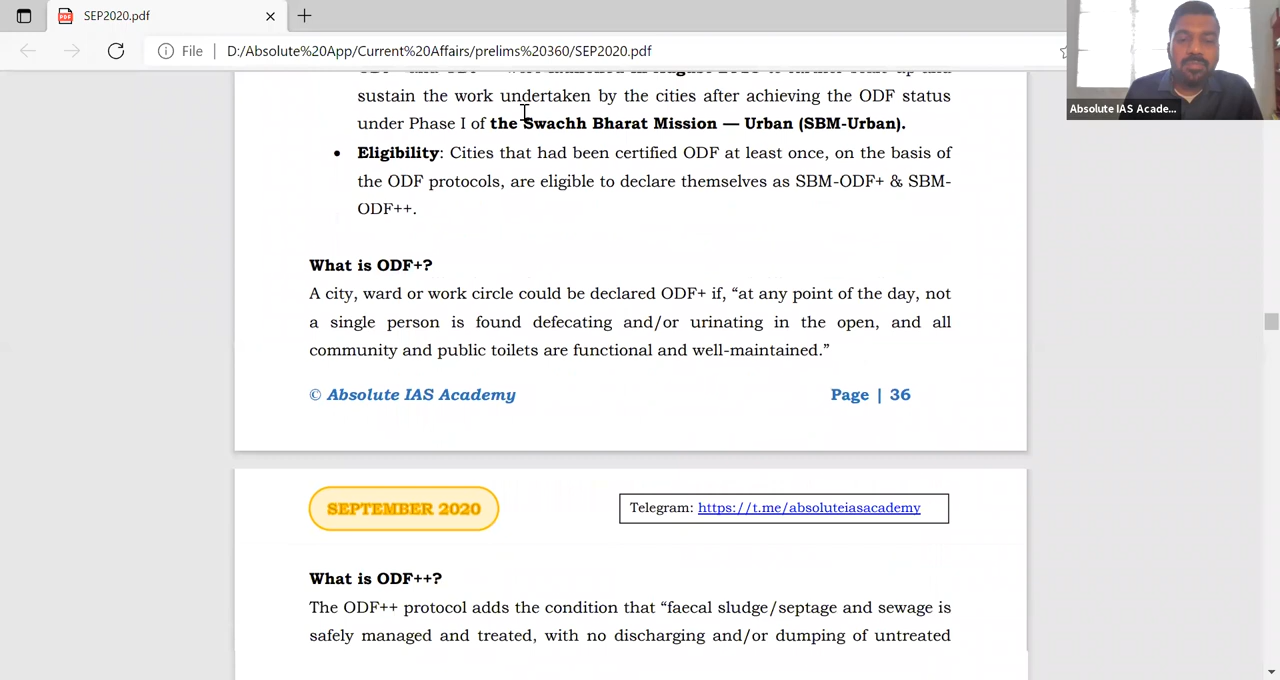 SEP2020.pdf
File
D:/Absolute%20App/Current%20Affairs/prelims%20360/SEP2020.pdf
Absolute IAS Acade...
sustain the work undertaken by the cities after achieving the ODF status
under Phase I of the Swachh Bharat Mission — Urban (SBM-Urban).
• Eligibility: Cities that had been certified ODF at least once, on the basis of
the ODF protocols, are eligible to declare themselves as SBM-ODF+ & SBM-
ODF++.
What is ODF+?
A city, ward or work circle could be declared ODF+ if, “at any point of the day, not
a single person is found defecating and/or urinating in the open, and all
community and public toilets are functional and well-maintained.”
© Absolute IAS Academy Page | 36
SEPTEMBER 2020
Telegram: https://t.me/absoluteiasacademy
What is ODF++?
The ODF++ protocol adds the condition that “faecal sludge/septage and sewage is
safely managed and treated, with no discharging and/or dumping of untreated